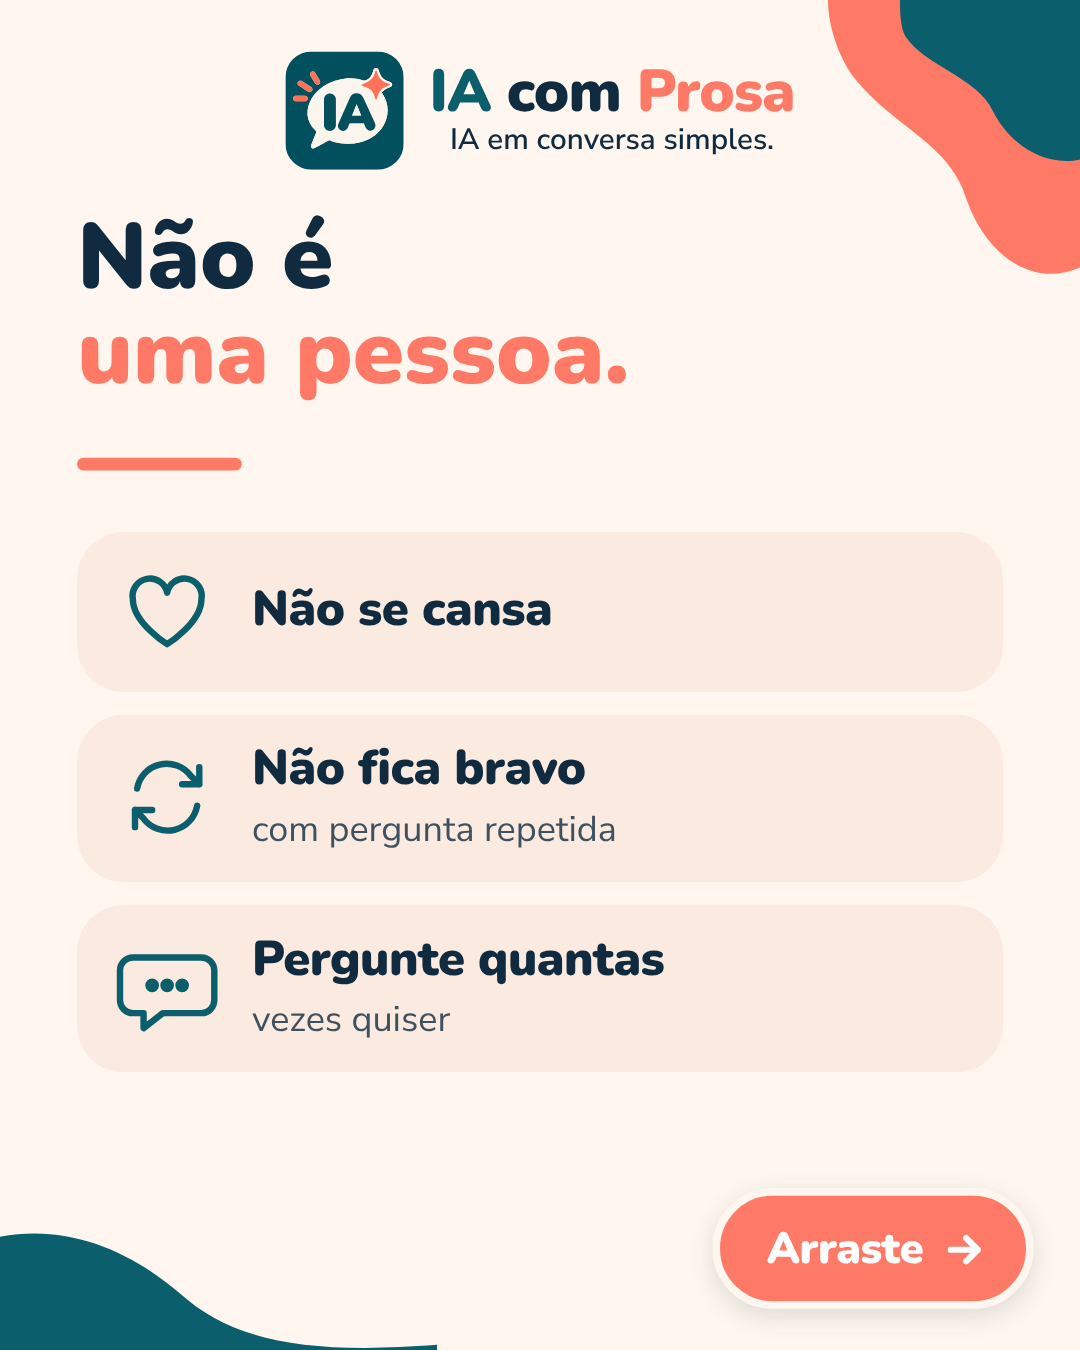 IA
IA com Prosa
IA em conversa simples.
Não é
uma pessoa.
Não se cansa
Não fica bravo
com pergunta repetida
Pergunte quantas
vezes quiser
Arraste →